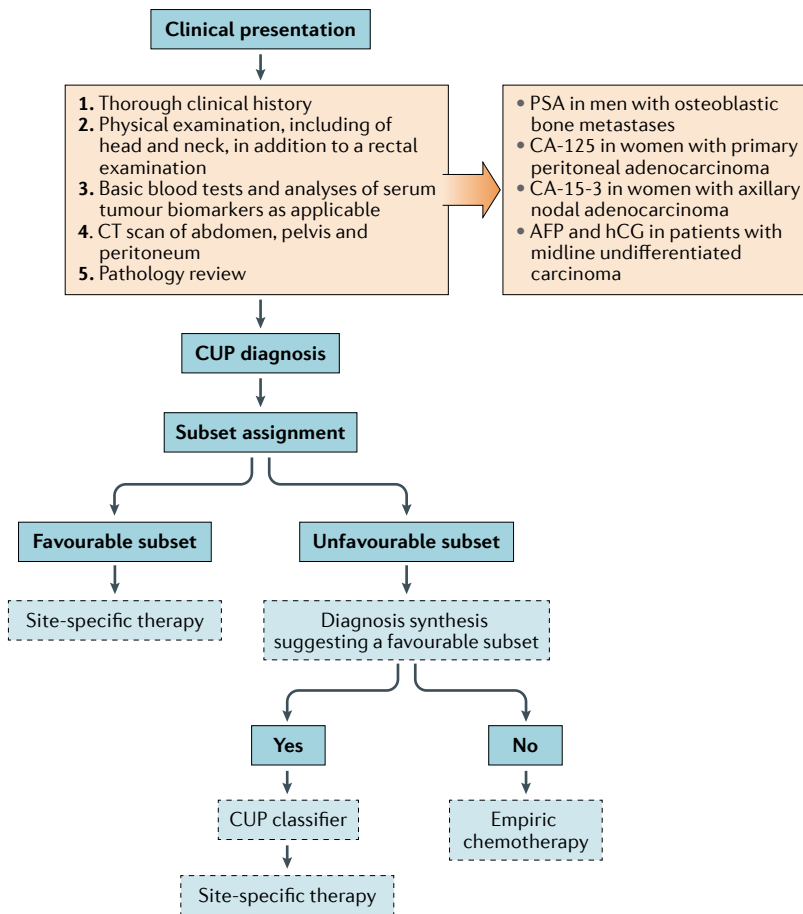 Clinical presentation
1. Thorough clinical history
2. Physical examination, including of
head and neck, in addition to a rectal
examination
3. Basic blood tests and analyses of serum
tumour biomarkers as applicable
4. CT scan of abdomen, pelvis and
peritoneum
5. Pathology review
• PSA in men with osteoblastic
bone metastases
• CA-125 in women with primary
peritoneal adenocarcinoma
• CA-15-3 in women with axillary
nodal adenocarcinoma
• AFP and hCG in patients with
midline undifferentiated
carcinoma
CUP diagnosis
Subset assignment
Favourable subset
Unfavourable subset
Site-specific therapy
Diagnosis synthesis
suggesting a favourable subset
Yes
No
CUP classifier
Empiric
chemotherapy
Site-specific therapy